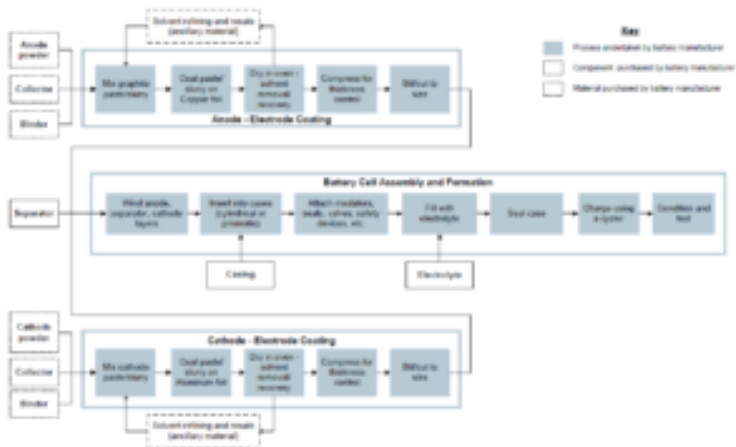 Solvent refining and resale
(ancillary material)
Anode
powder
Collector
Binder
Mix graphite
paste/slurry
Coat paste/
slurry on
Copper foil
Dry in oven -
solvent
removal
recovery
Compress for
thickness
control
Slit/cut to
size
Anode - Electrode Coating
Key
Process undertaken by battery manufacturer
Component purchased by battery manufacturer
Material purchased by battery manufacturer
Battery Cell Assembly and Formation
Separator
Wind anode,
separator, cathode
layers
Insert into cases
(cylindrical or
prismatic)
Attach insulators,
seals, valves, safety
devices, etc.
Fill with
electrolyte
Seal case
Charge using
a cycler
Condition and
test
Casing
Electrolyte
Cathode
powder
Collector
Binder
Cathode - Electrode Coating
Mix cathode
paste/slurry
Coat paste/
slurry on
Aluminum foil
Dry in oven -
solvent
removal
recovery
Compress for
thickness
control
Slit/cut to
size
Solvent refining and resale
(ancillary material)